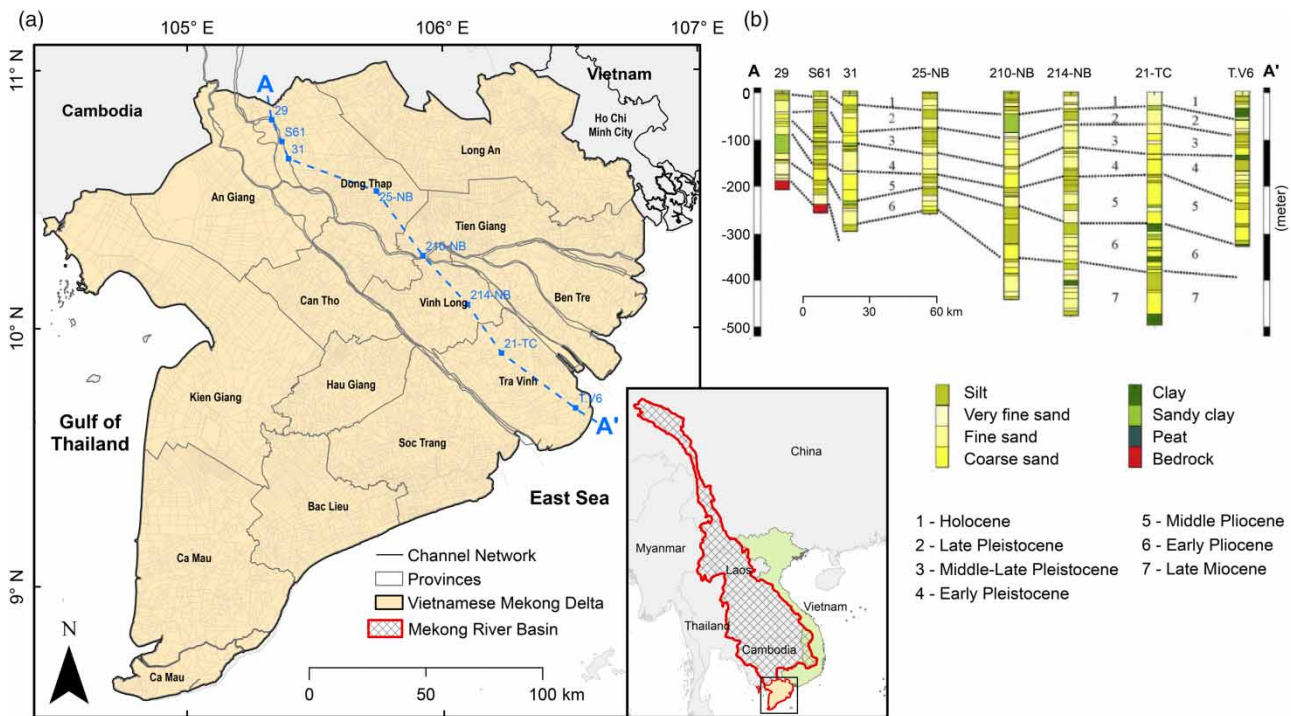 (a)
105° E
106° E
107° E
11° N
10° N
9° N
Cambodia
Vietnam
Ho Chi
Minh City
A
29
S61
31
25-NB
210-NB
214-NB
21-TC
T.V6
A'
Long An
Dong Thap
An Giang
Tien Giang
Can Tho
Vinh Long
Ben Tre
Kien Giang
Hau Giang
Tra Vinh
Soc Trang
Bac Lieu
Ca Mau
Ca Mau
Gulf of
Thailand
East Sea
Channel Network
Provinces
Vietnamese Mekong Delta
Mekong River Basin
N
0 50 100 km
China
Myanmar
Laos
Thailand
Vietnam
Cambodia
(b)
A 29 S61 31 25-NB 210-NB 214-NB 21-TC T.V6 A'
0
-100
-200
-300
-400
-500
(meter)
1 1 1
2 2 2
3 3 3
4 4 4
5 5 5
6 6 6
7 7
0 30 60 km
Silt
Very fine sand
Fine sand
Coarse sand
Clay
Sandy clay
Peat
Bedrock
1 - Holocene
2 - Late Pleistocene
3 - Middle-Late Pleistocene
4 - Early Pleistocene
5 - Middle Pliocene
6 - Early Pliocene
7 - Late Miocene